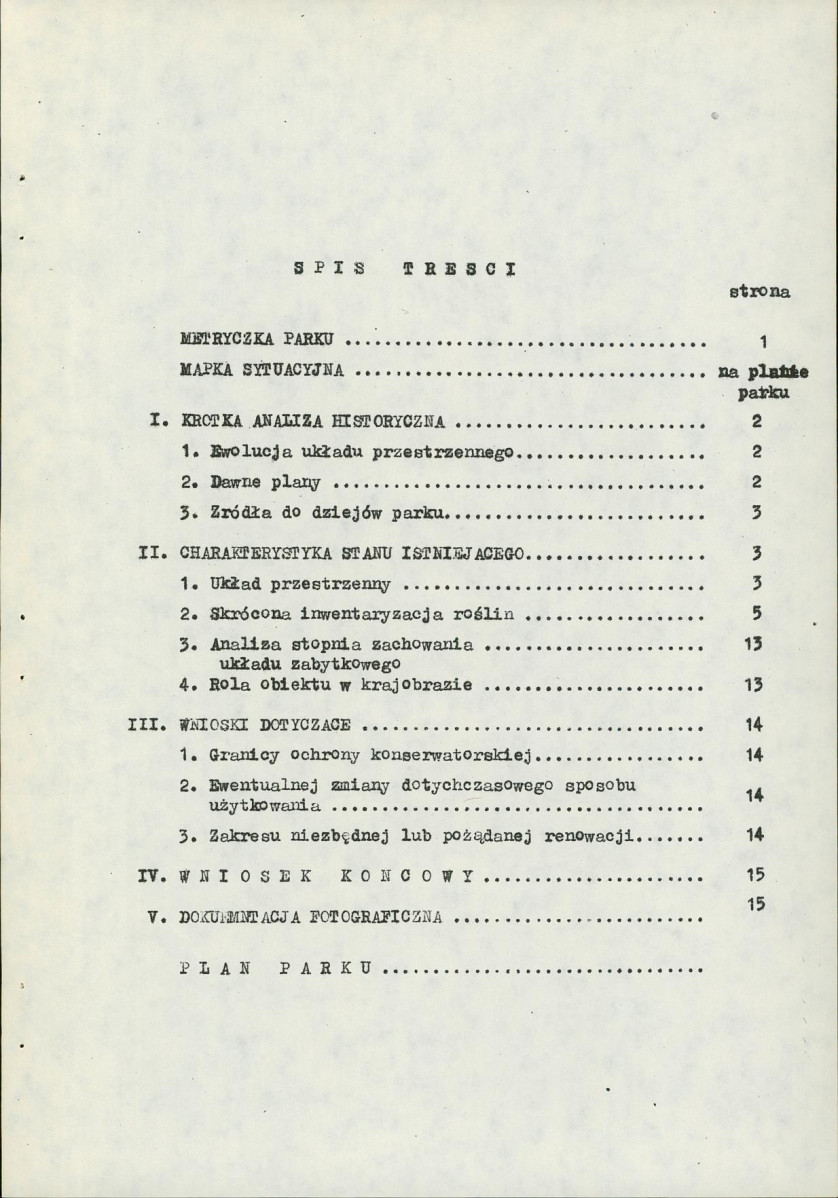 S P I S  T R E S C I
strona
METRYCZKA PARKU ..................................... 1
MAPKA SYTUACYJNA .................................... na planie
parku
I. KROTKA ANALIZA HISTORYCZNA ......................... 2
1. Ewolucja układu przestrzennego................... 2
2. Dawne plany ...................................... 2
3. Zródła do dziejów parku.......................... 3
II. CHARAKTERYSTYKA STANU ISTNIEJACEGO.................. 3
1. Układ przestrzenny ............................... 3
2. Skrócona inwentaryzacja roślin .................. 5
3. Analiza stopnia zachowania ...................... 13
układu zabytkowego
4. Rola obiektu w krajobrazie ...................... 13
III. WNIOSKI DOTYCZACE ................................... 14
1. Granicy ochrony konserwatorskiej................. 14
2. Ewentualnej zmiany dotychczasowego sposobu
użytkowania ...................................... 14
3. Zakresu niezbędnej lub pożądanej renowacji....... 14
IV. W N I O S E K  K O N C O W Y ...................... 15
V. DOKUMNTACJA FOTOGRAFICZNA ......................... 15
P L A N  P A R K U .................................